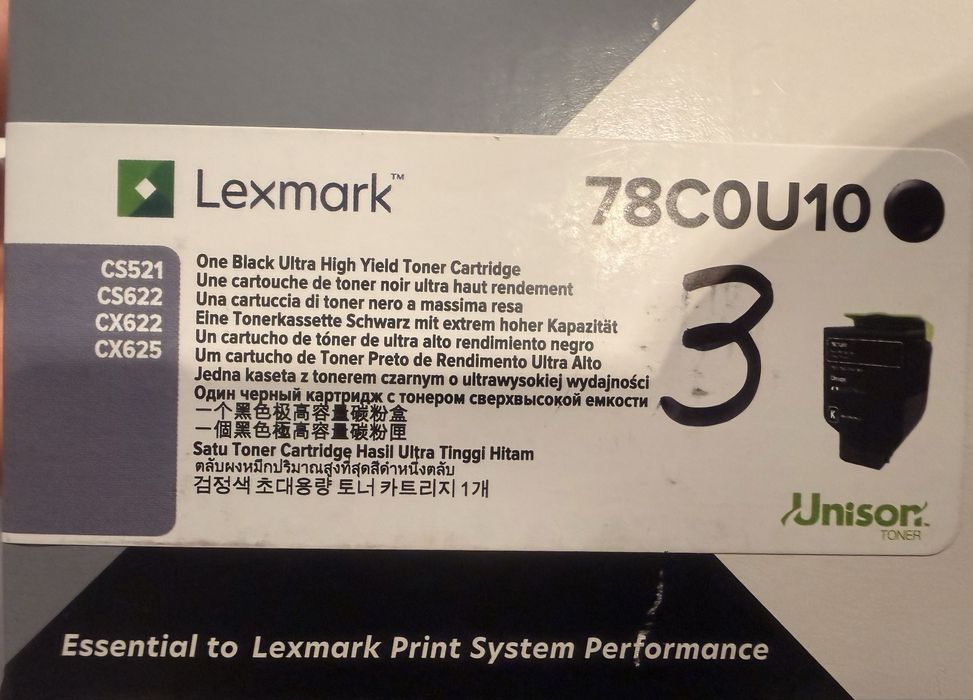 Lexmark™
78C0U10
CS521
CS622
CX622
CX625
One Black Ultra High Yield Toner Cartridge
Une cartouche de toner noir ultra haut rendement
Una cartuccia di toner nero a massima resa
Eine Tonerkassette Schwarz mit extrem hoher Kapazität
Un cartucho de tóner de ultra alto rendimiento negro
Um cartucho de Toner Preto de Rendimento Ultra Alto
Jedna kaseta z tonerem czarnym o ultrawysokiej wydajności
Один черный картридж с тонером сверхвысокой емкости
一个黑色极高容量碳粉盒
一個黑色極高容量碳粉匣
Satu Toner Cartridge Hasil Ultra Tinggi Hitam
ตลับผงหมึกปริมาณสูงที่สุดสีดำหนึ่งตลับ
검정색 초대용량 토너 카트리지 1개
3
K
Unison™
TONER
Essential to Lexmark Print System Performance